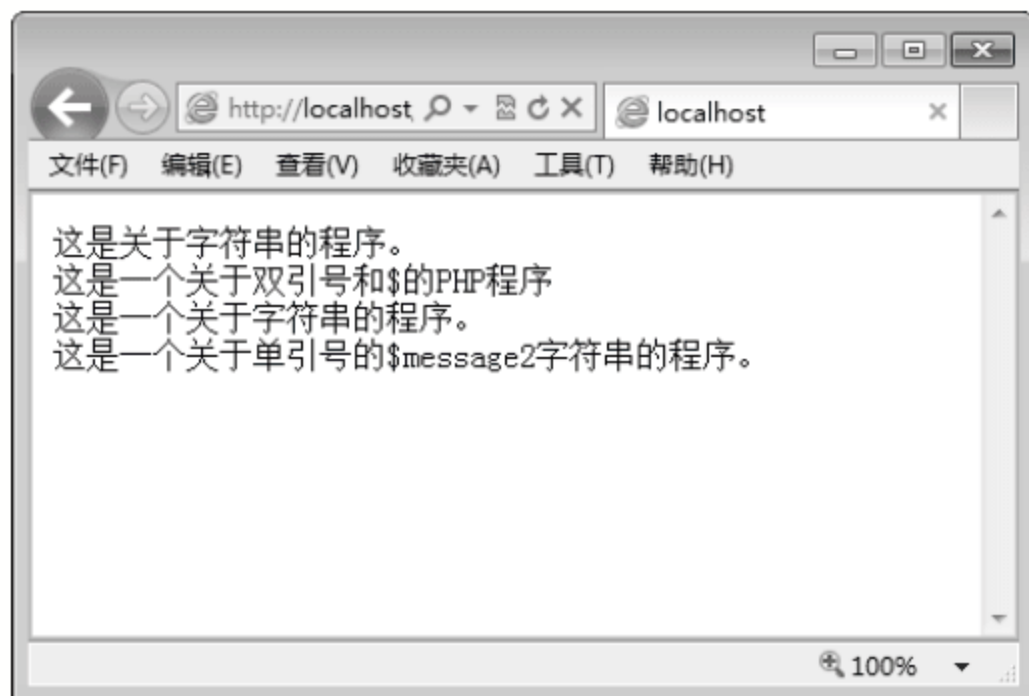 http://localhost
localhost
文件(F) 编辑(E) 查看(V) 收藏夹(A) 工具(T) 帮助(H)
这是关于字符串的程序。
这是一个关于双引号和$的PHP程序
这是一个关于字符串的程序。
这是一个关于单引号的$message2字符串的程序。
100%